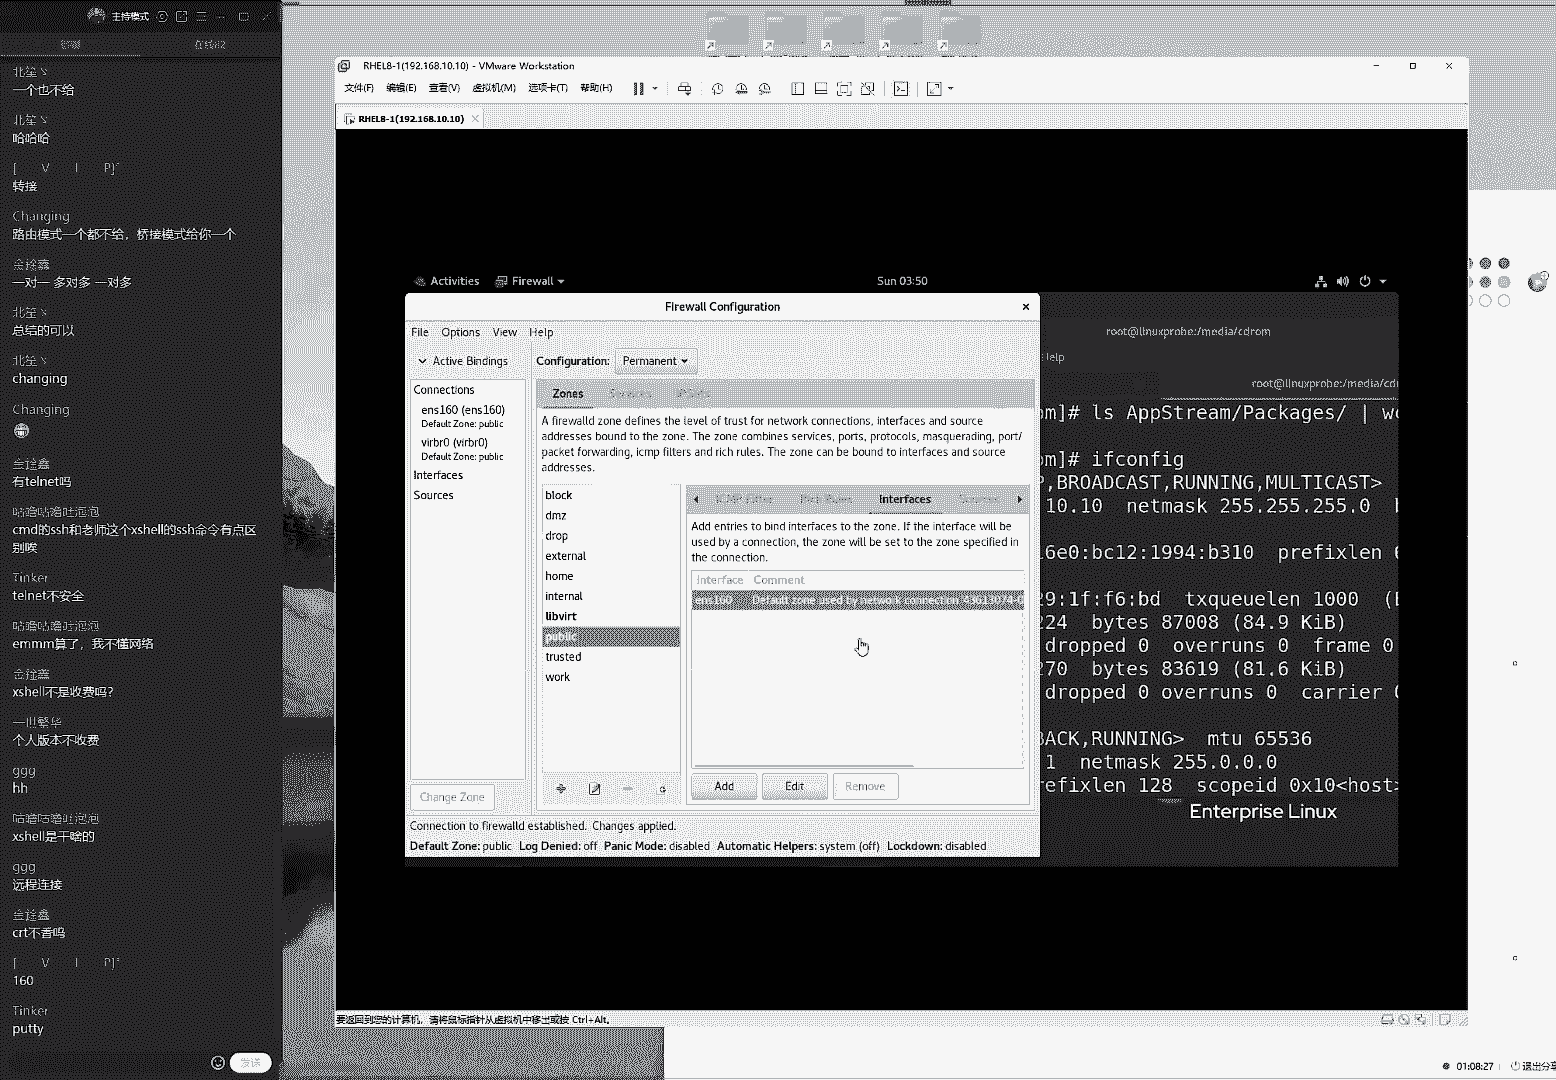 主持模式
北笙丶
一个也不给
北笙丶
哈哈哈
[ V I P]
转接
Changing
路由模式一个都不给，桥接模式给你一个
金铨鑫
一对一 多对多 一对多
北笙丶
总结的可以
北笙丶
changing
Changing
金铨鑫
有telnet吗
咕噜咕噜吐泡泡
cmd的ssh和老师这个xshell的ssh命令有点区
别唉
Tinker
telnet不安全
咕噜咕噜吐泡泡
emmm算了，我不懂网络
金铨鑫
xshell不是收费吗?
一世繁华
个人版本不收费
ggg
hh
咕噜咕噜吐泡泡
xshell是干啥的
ggg
远程连接
金铨鑫
crt不香吗
[ V I P]
160
Tinker
putty
发送
RHEL8-1(192.168.10.10) - VMware Workstation
文件(F) 编辑(E) 查看(V) 虚拟机(M) 选项卡(T) 帮助(H)
RHEL8-1(192.168.10.10)
Activities Firewall Sun 03:50
Firewall Configuration
File Options View Help
Active Bindings
Configuration: Permanent
Connections
ens160 (ens160)
Default Zone: public
virbr0 (virbr0)
Default Zone: public
Interfaces
Sources
Change Zone
Zones Services IPSets
A firewalld zone defines the level of trust for network connections, interfaces and source
addresses bound to the zone. The zone combines services, ports, protocols, masquerading, port/
packet forwarding, icmp filters and rich rules. The zone can be bound to interfaces and source
addresses.
block
dmz
drop
external
home
internal
libvirt
public
trusted
work
ICMP Filter Rich Rules Interfaces Sources
Add entries to bind interfaces to the zone. If the interface will be
used by a connection, the zone will be set to the zone specified in
the connection.
Interface Comment
ens160 Default zone used by network connection
Add Edit Remove
Connection to firewalld established. Changes applied.
Default Zone: public Log Denied: off Panic Mode: disabled Automatic Helpers: system (off) Lockdown: disabled
root@linuxprobe:/media/cdrom
Help
root@linuxprobe:/media/cdr
om]# ls AppStream/Packages/ | wc
om]# ifconfig
P,BROADCAST,RUNNING,MULTICAST>
10.10 netmask 255.255.255.0
16e0:bc12:1994:b310 prefixlen 6
29:1f:f6:bd txqueuelen 1000 (E
224 bytes 87008 (84.9 KiB)
dropped 0 overruns 0 frame 0
270 bytes 83619 (81.6 KiB)
dropped 0 overruns 0 carrier 0
BACK,RUNNING> mtu 65536
1 netmask 255.0.0.0
efixlen 128 scopeid 0x10<host>
Enterprise Linux
要返回到您的计算机，请将鼠标指针从虚拟机中移出或按 Ctrl+Alt。
01:08:27 退出分享